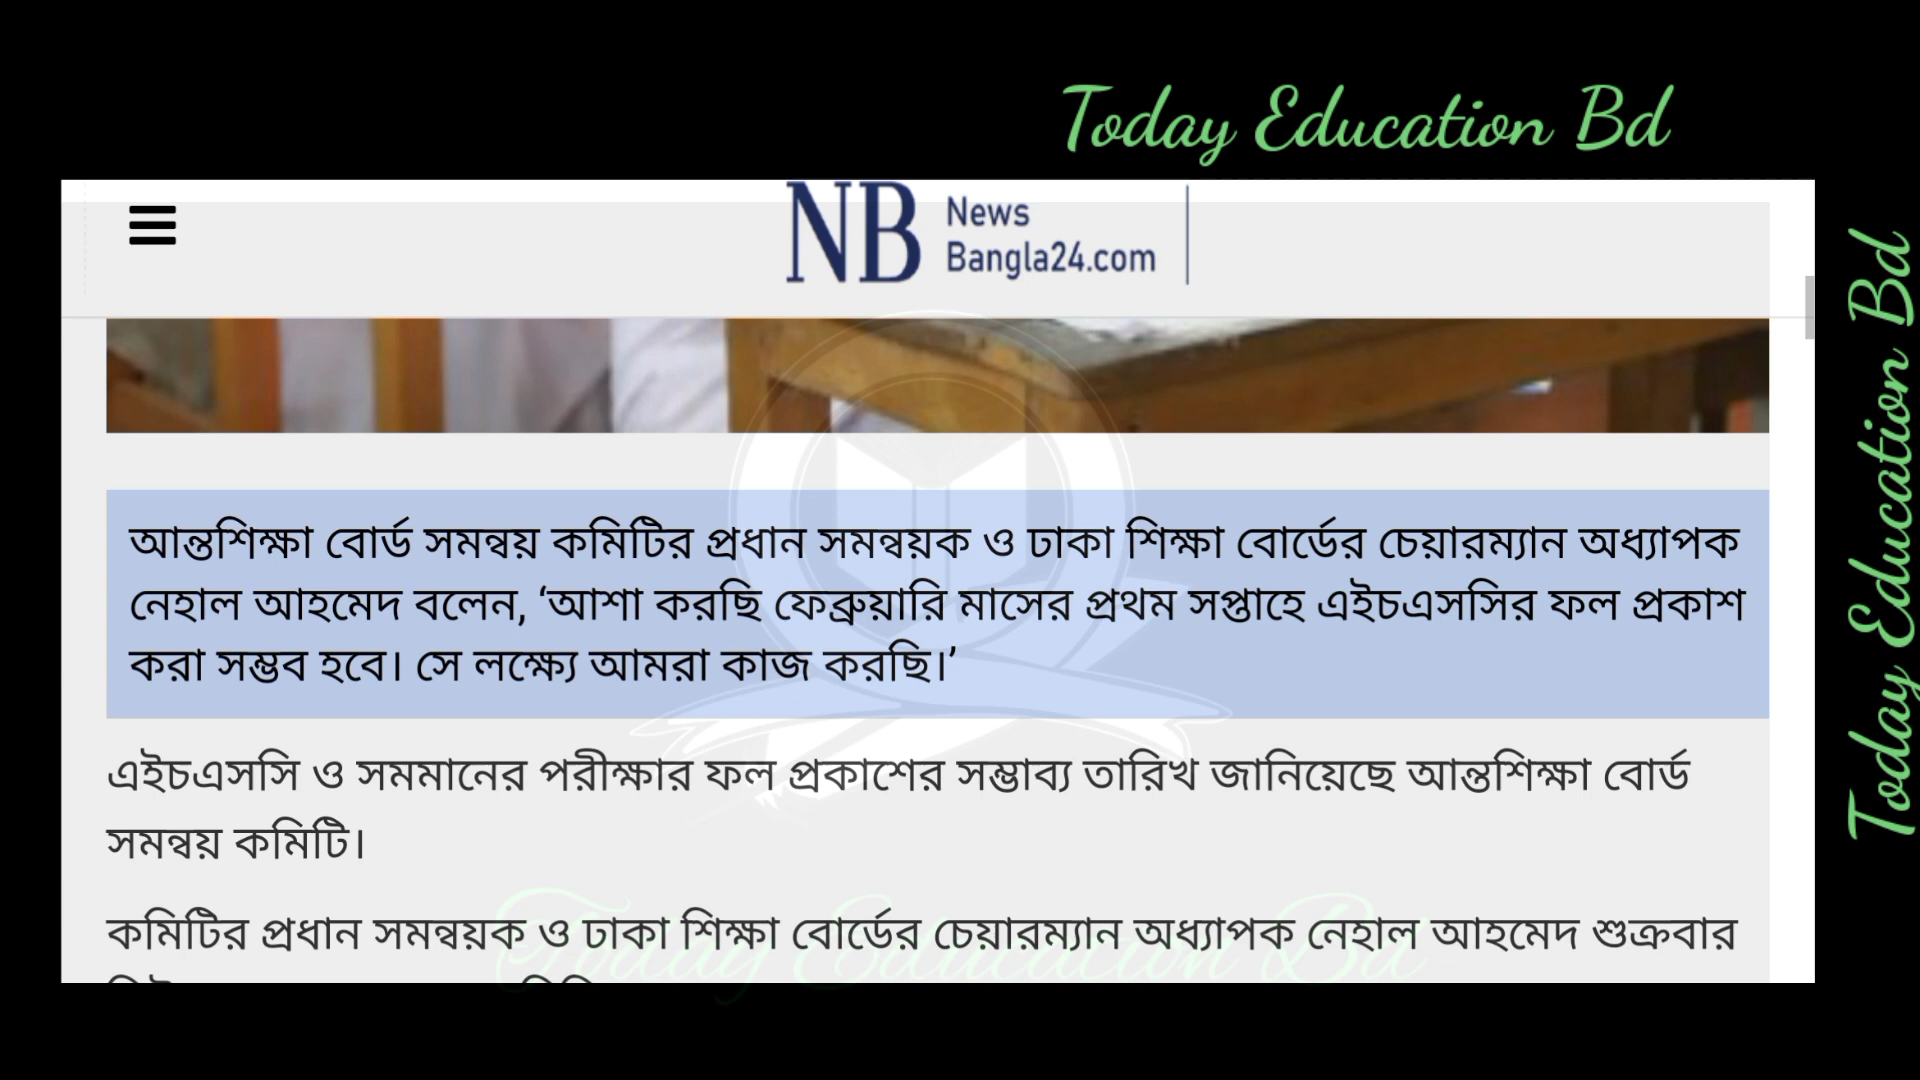 Today Education Bd
NB News
Bangla24.com
আন্তশিক্ষা বোর্ড সমন্বয় কমিটির প্রধান সমন্বয়ক ও ঢাকা শিক্ষা বোর্ডের চেয়ারম্যান অধ্যাপক
নেহাল আহমেদ বলেন, ‘আশা করছি ফেব্রুয়ারি মাসের প্রথম সপ্তাহে এইচএসসির ফল প্রকাশ
করা সম্ভব হবে। সে লক্ষ্যে আমরা কাজ করছি।’
এইচএসসি ও সমমানের পরীক্ষার ফল প্রকাশের সম্ভাব্য তারিখ জানিয়েছে আন্তশিক্ষা বোর্ড
সমন্বয় কমিটি।
কমিটির প্রধান সমন্বয়ক ও ঢাকা শিক্ষা বোর্ডের চেয়ারম্যান অধ্যাপক নেহাল আহমেদ শুক্রবার
Today Education Bd
Today Education Bd